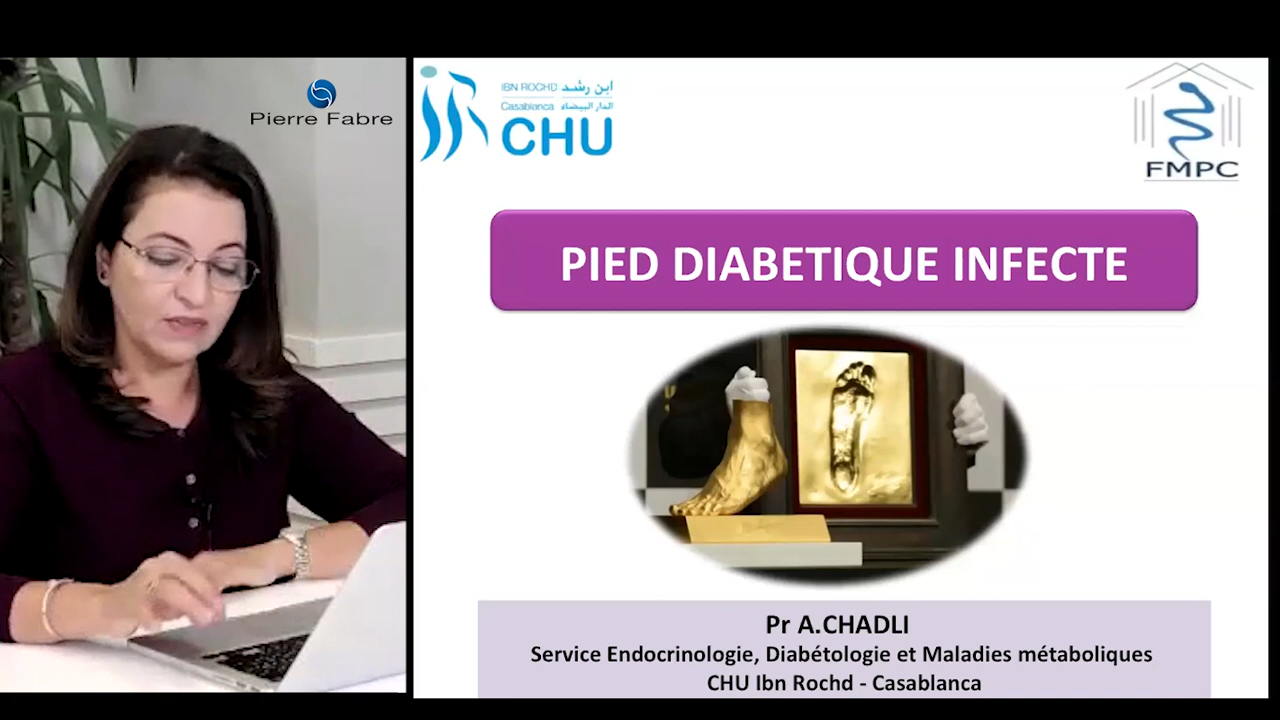 Pierre Fabre
IBN ROCHD ابن رشد
Casablanca الدار البيضاء
CHU
FMPC
PIED DIABETIQUE INFECTE
Pr A.CHADLI
Service Endocrinologie, Diabétologie et Maladies métaboliques
CHU Ibn Rochd - Casablanca